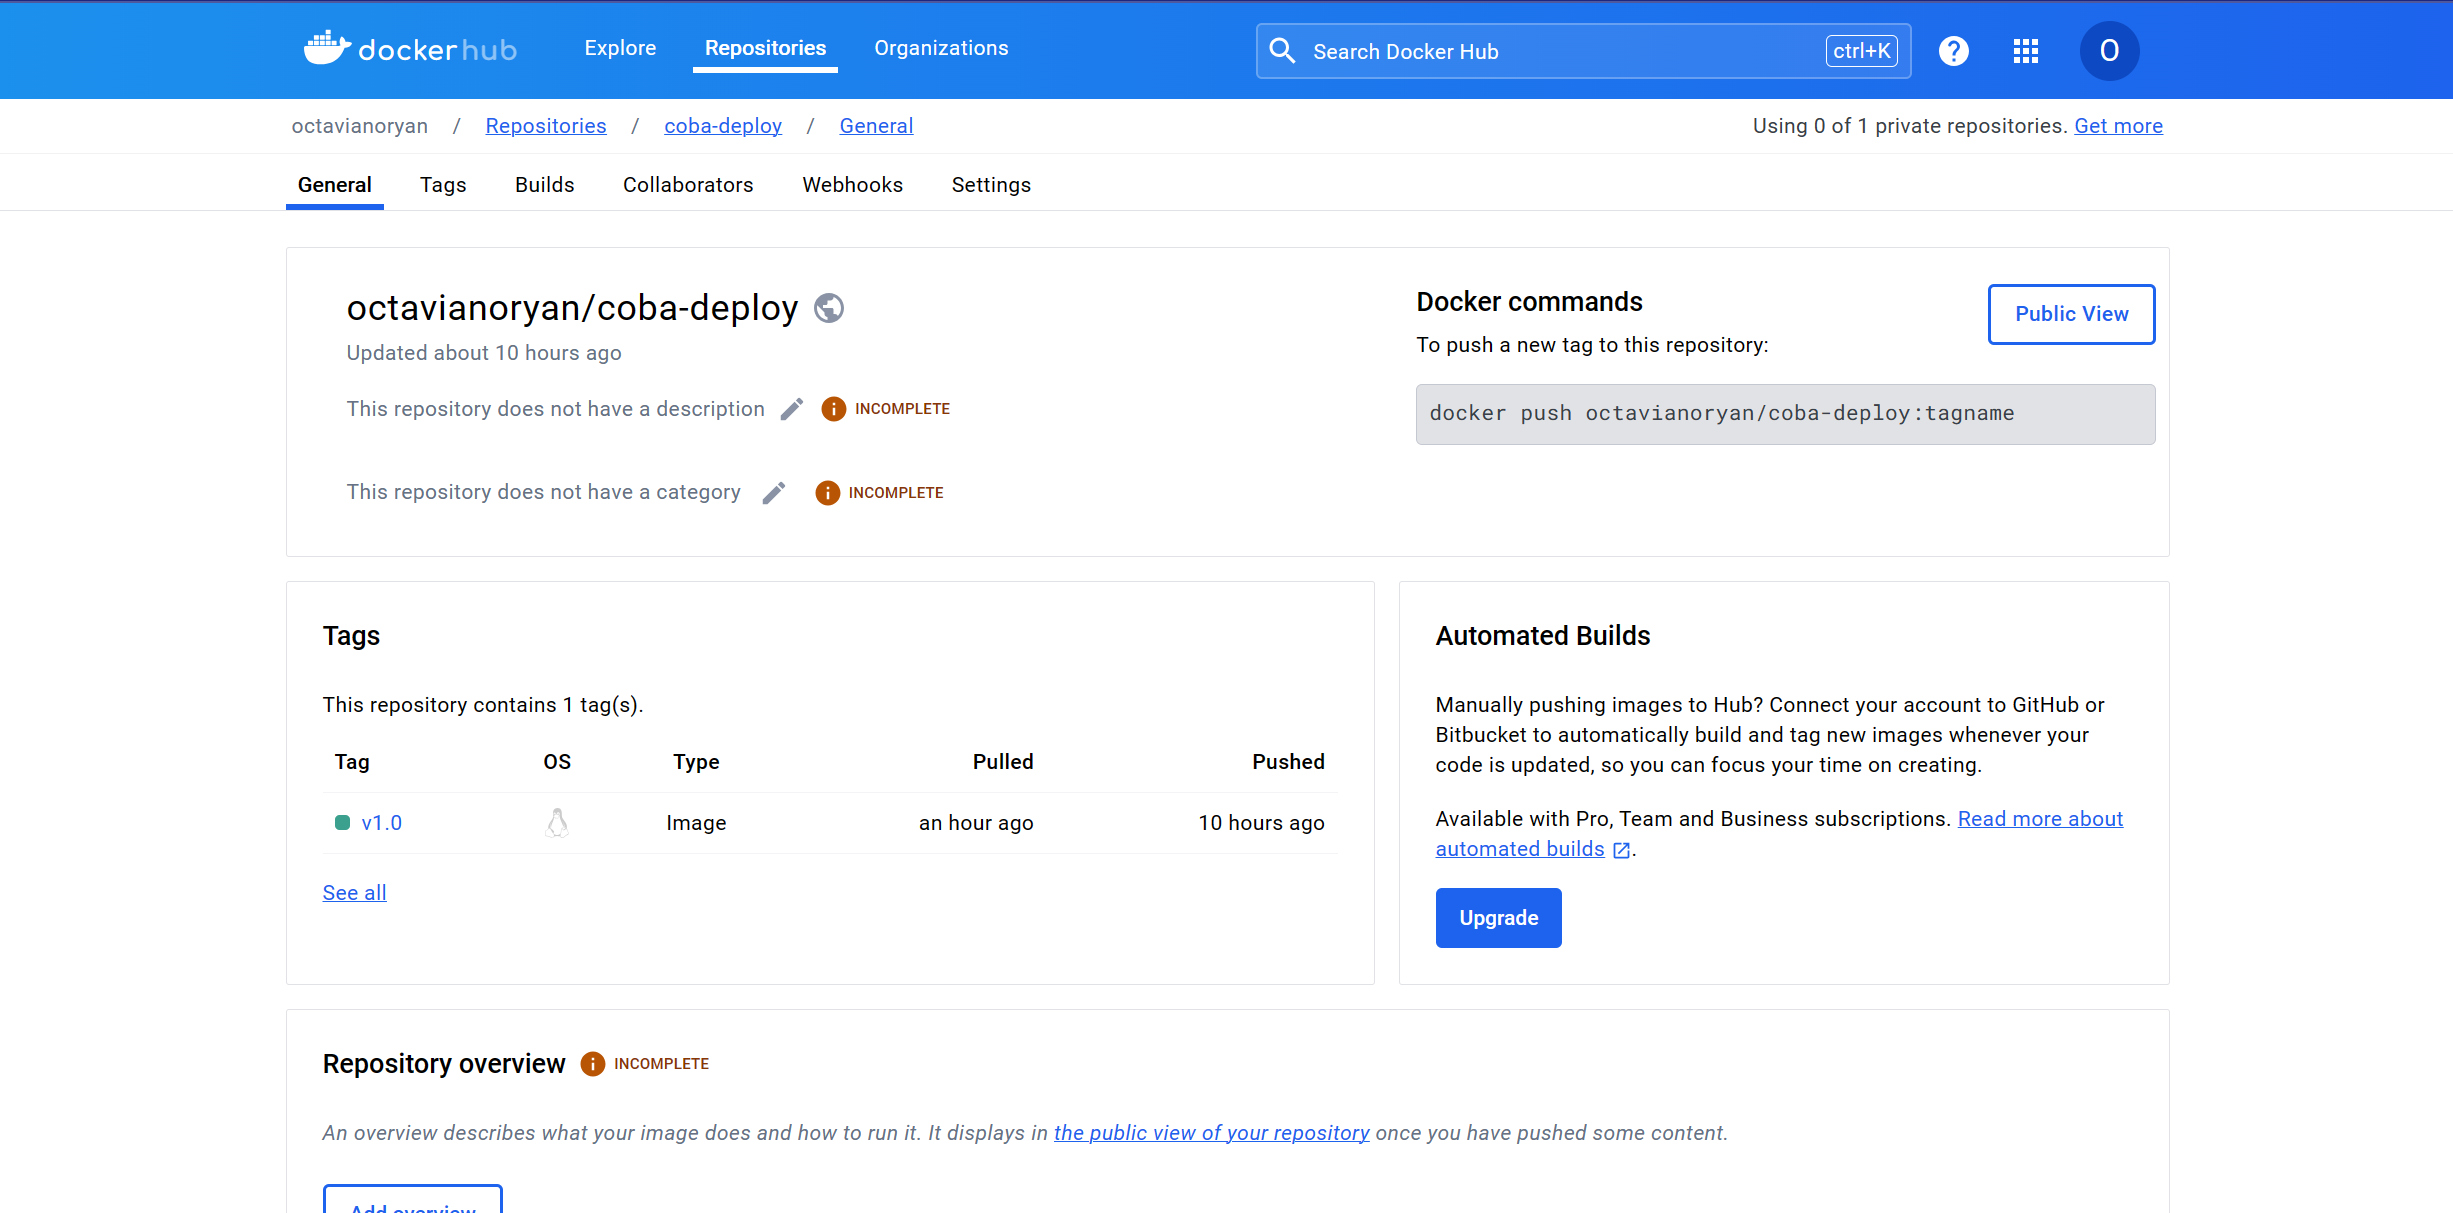 dockerhub Explore Repositories Organizations Search Docker Hub ctrl+K ? O
octavianoryan / Repositories / coba-deploy / General Using 0 of 1 private repositories. Get more
General Tags Builds Collaborators Webhooks Settings
octavianoryan/coba-deploy
Updated about 10 hours ago
This repository does not have a description INCOMPLETE
This repository does not have a category INCOMPLETE
Docker commands
Public View
To push a new tag to this repository:
docker push octavianoryan/coba-deploy:tagname
Tags
This repository contains 1 tag(s).
Tag OS Type Pulled Pushed
v1.0 Image an hour ago 10 hours ago
See all
Automated Builds
Manually pushing images to Hub? Connect your account to GitHub or
Bitbucket to automatically build and tag new images whenever your
code is updated, so you can focus your time on creating.
Available with Pro, Team and Business subscriptions. Read more about
automated builds.
Upgrade
Repository overview INCOMPLETE
An overview describes what your image does and how to run it. It displays in the public view of your repository once you have pushed some content.
Add overview